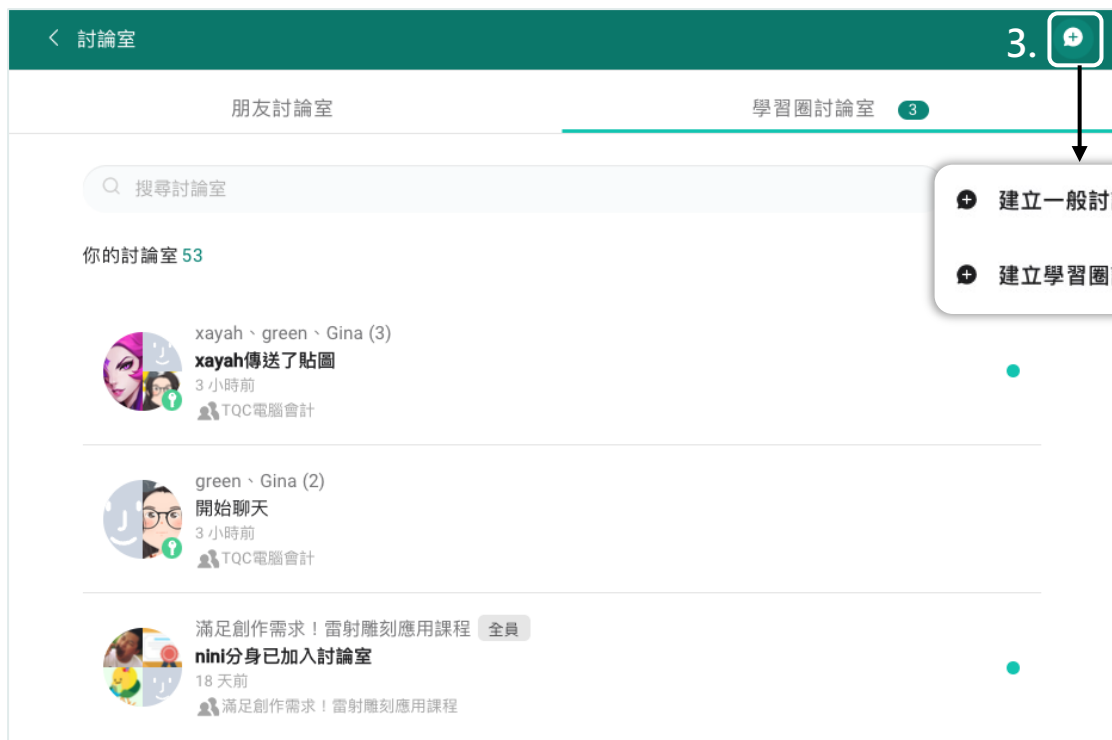 討論室
3.
朋友討論室
學習圈討論室 3
搜尋討論室
建立一般討
你的討論室 53
建立學習圈
xayah、green、Gina (3)
xayah傳送了貼圖
3 小時前
TQC電腦會計
green、Gina (2)
開始聊天
3 小時前
TQC電腦會計
滿足創作需求！雷射雕刻應用課程 全員
nini分身已加入討論室
18 天前
滿足創作需求！雷射雕刻應用課程